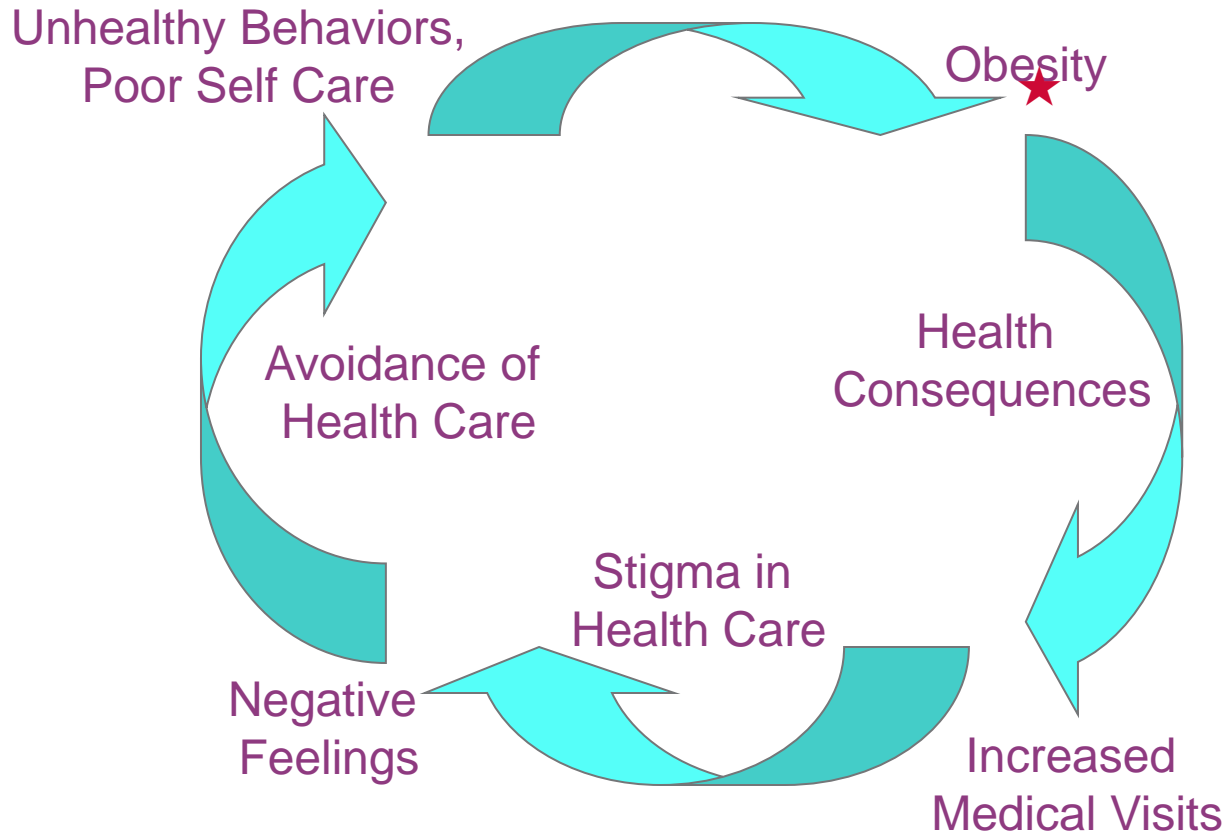 Unhealthy Behaviors,
Poor Self Care
Obesity
Health
Consequences
Increased
Medical Visits
Stigma in
Health Care
Negative
Feelings
Avoidance of
Health Care